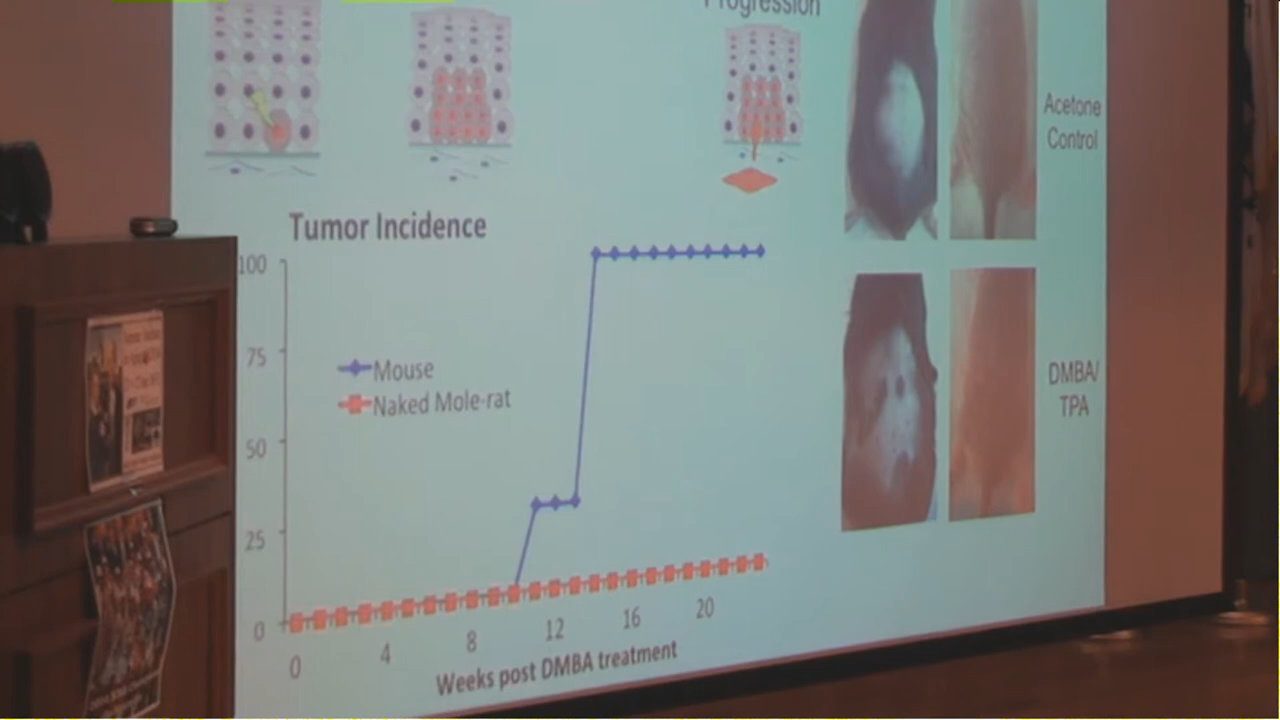 Progression
Acetone
Control
Tumor Incidence
100
75
50
25
0
Mouse
Naked Mole-rat
0
4
8
12
16
20
Weeks post DMBA treatment
DMBA/
TPA